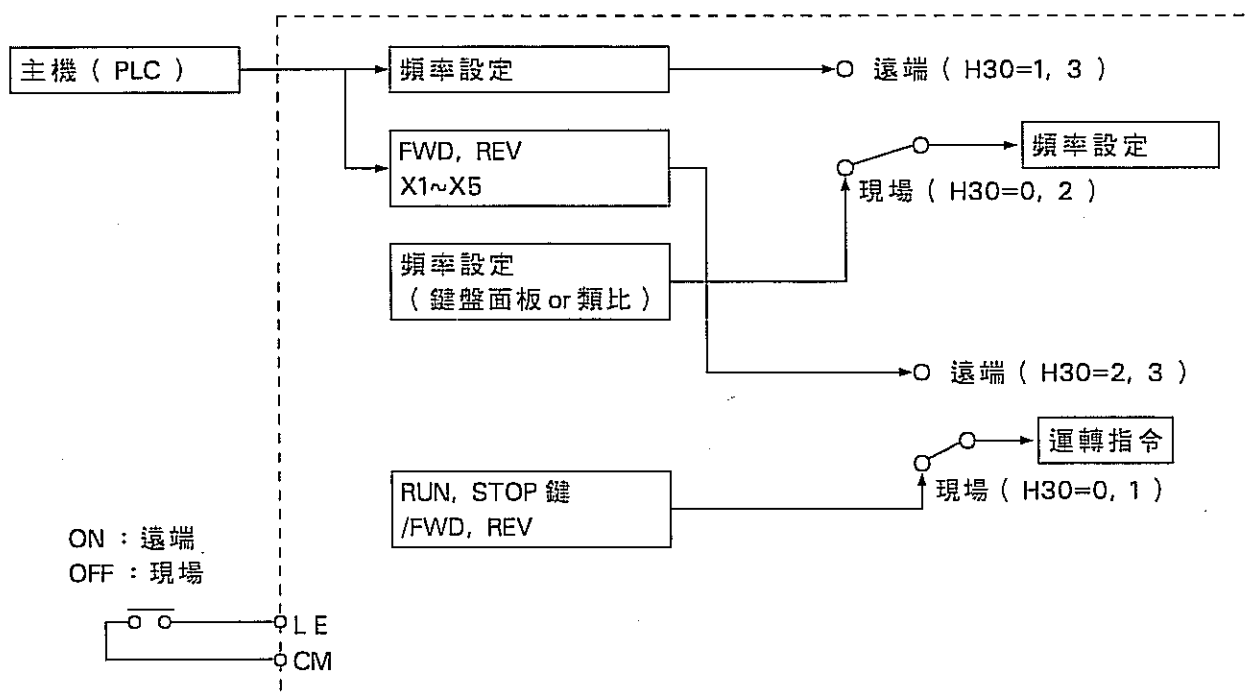 主機（PLC）
頻率設定
遠端（H30=1, 3）
FWD, REV
X1~X5
頻率設定
現場（H30=0, 2）
頻率設定
（鍵盤面板 or 類比）
遠端（H30=2, 3）
運轉指令
RUN, STOP 鍵
/FWD, REV
現場（H30=0, 1）
ON：遠端
OFF：現場
LE
CM